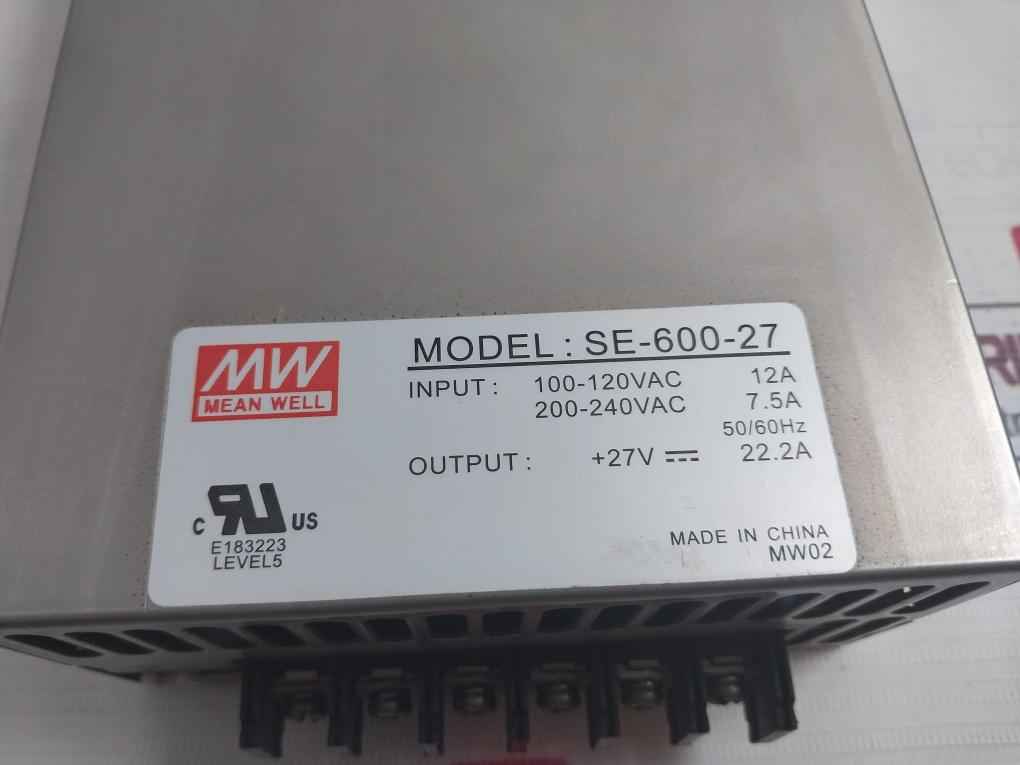 MW
MEAN WELL
MODEL : SE-600-27
INPUT : 100-120VAC 12A
200-240VAC 7.5A
50/60Hz
OUTPUT : +27V 22.2A
c RU US
E183223
LEVEL5
MADE IN CHINA
MW02